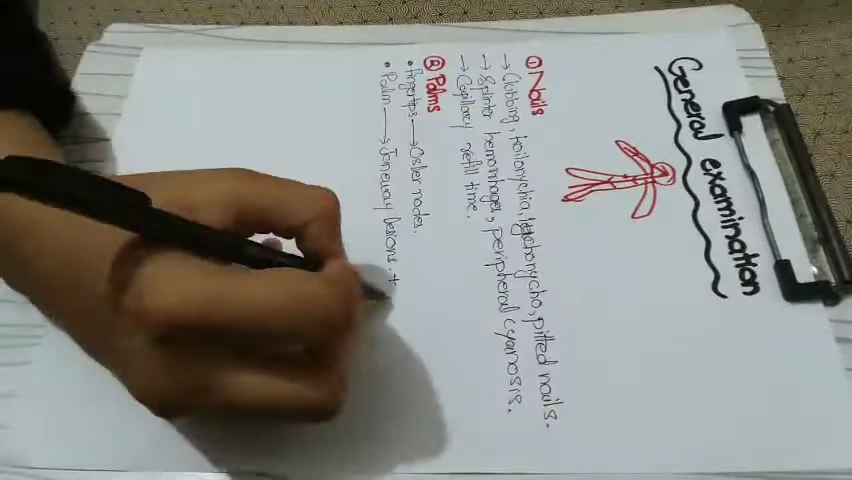 General examination
① Nails
→ Clubbing, koilonychia, onycho, pitted nails.
→ Splinter hemorrhages, peripheral cyanosis.
→ Capillary refill time.
② Palms
• fingertips → Osler nodes.
• Palm → Janeway lesions. +